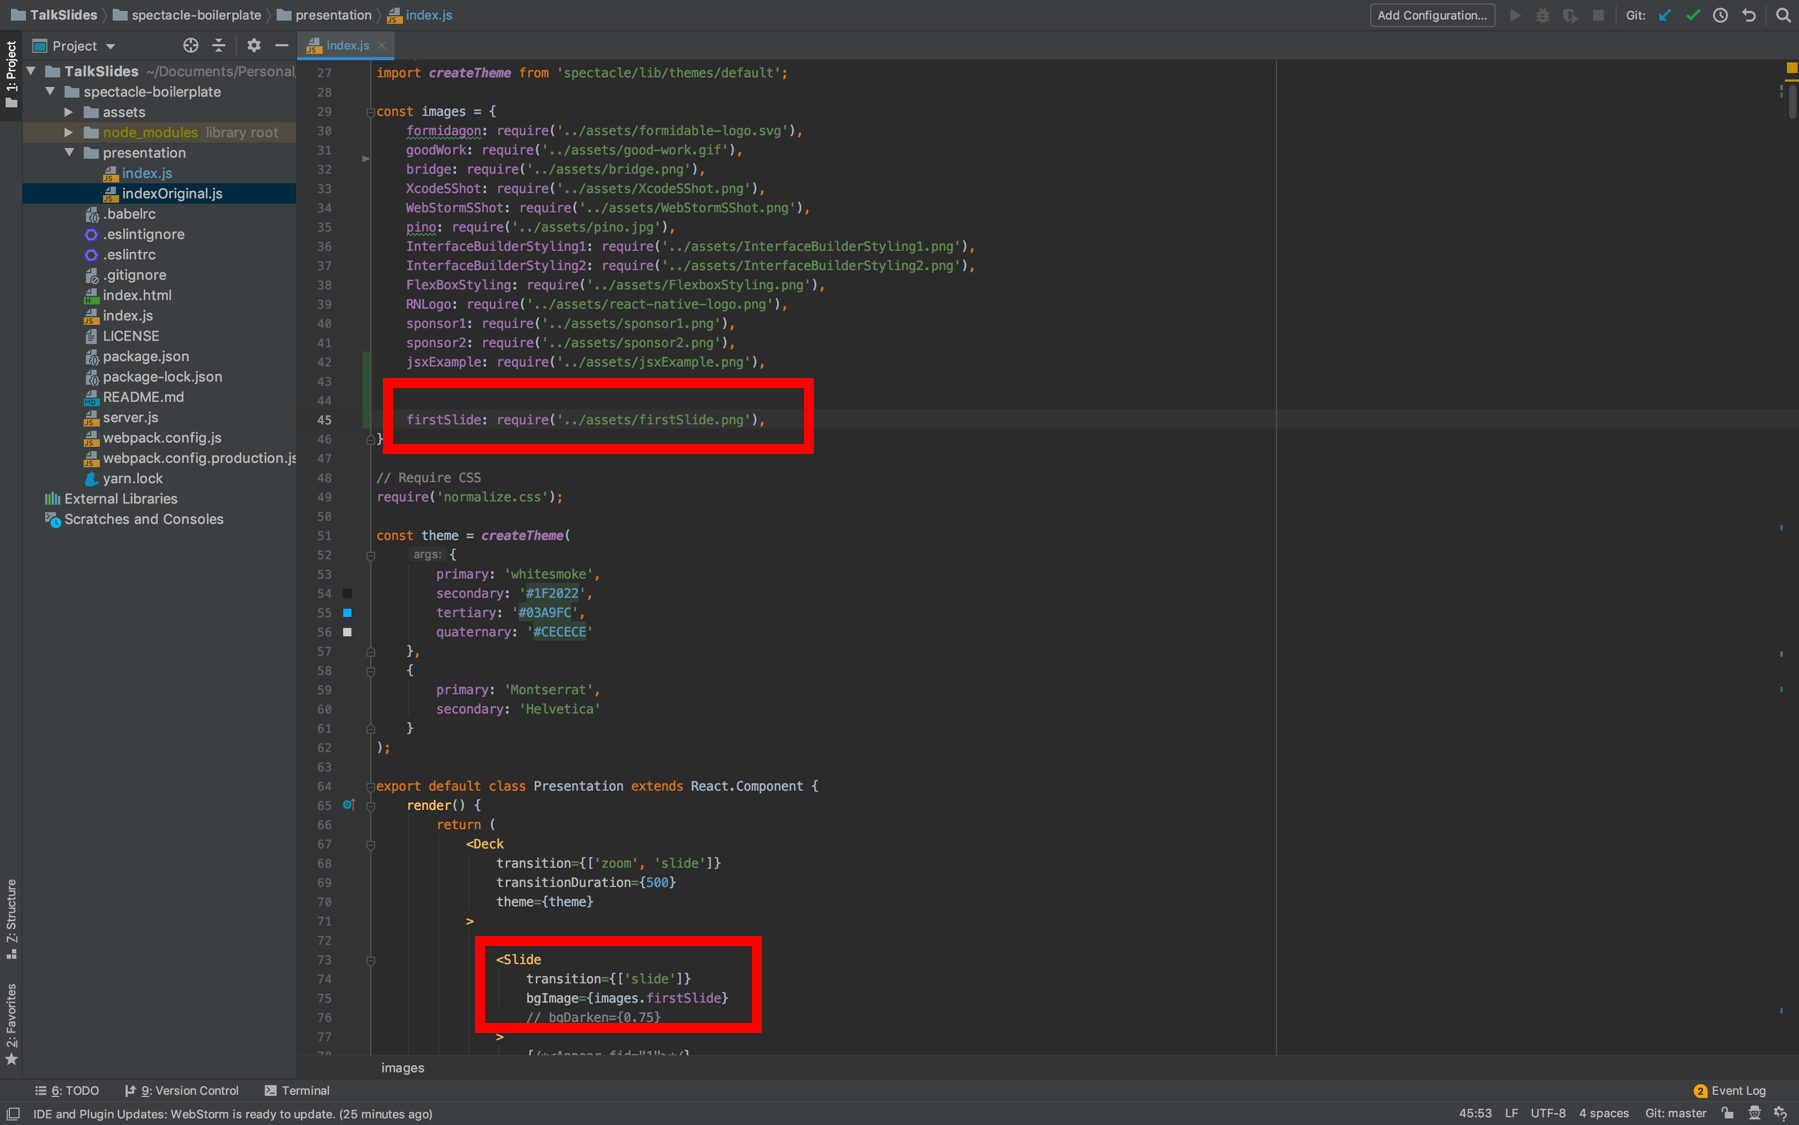 TalkSlides
spectacle-boilerplate
presentation
index.js
Add Configuration...
Git:
1: Project
Project
index.js
TalkSlides ~/Documents/Personal
spectacle-boilerplate
assets
node_modules library root
presentation
index.js
indexOriginal.js
.babelrc
.eslintignore
.eslintrc
.gitignore
index.html
index.js
LICENSE
package.json
package-lock.json
README.md
server.js
webpack.config.js
webpack.config.production.js
yarn.lock
External Libraries
Scratches and Consoles
Z: Structure
2: Favorites
27 import createTheme from 'spectacle/lib/themes/default';
28
29 const images = {
30 formidagon: require('../assets/formidable-logo.svg'),
31 goodWork: require('../assets/good-work.gif'),
32 bridge: require('../assets/bridge.png'),
33 XcodeSShot: require('../assets/XcodeSShot.png'),
34 WebStormSShot: require('../assets/WebStormSShot.png'),
35 pino: require('../assets/pino.jpg'),
36 InterfaceBuilderStyling1: require('../assets/InterfaceBuilderStyling1.png'),
37 InterfaceBuilderStyling2: require('../assets/InterfaceBuilderStyling2.png'),
38 FlexBoxStyling: require('../assets/FlexboxStyling.png'),
39 RNLogo: require('../assets/react-native-logo.png'),
40 sponsor1: require('../assets/sponsor1.png'),
41 sponsor2: require('../assets/sponsor2.png'),
42 jsxExample: require('../assets/jsxExample.png'),
43
44
45 firstSlide: require('../assets/firstSlide.png'),
46 }
47
48 // Require CSS
49 require('normalize.css');
50
51 const theme = createTheme(
52 args: {
53 primary: 'whitesmoke',
54 secondary: '#1F2022',
55 tertiary: '#03A9FC',
56 quaternary: '#CECECE'
57 },
58 {
59 primary: 'Montserrat',
60 secondary: 'Helvetica'
61 }
62 );
63
64 export default class Presentation extends React.Component {
65 render() {
66 return (
67 <Deck
68 transition={['zoom', 'slide']}
69 transitionDuration={500}
70 theme={theme}
71 >
72
73 <Slide
74 transition={['slide']}
75 bgImage={images.firstSlide}
76 // bgDarken={0.75}
77 >
78 {/*<Appear fid="1">*/}
images
6: TODO
9: Version Control
Terminal
2 Event Log
IDE and Plugin Updates: WebStorm is ready to update. (25 minutes ago)
45:53 LF UTF-8 4 spaces Git: master